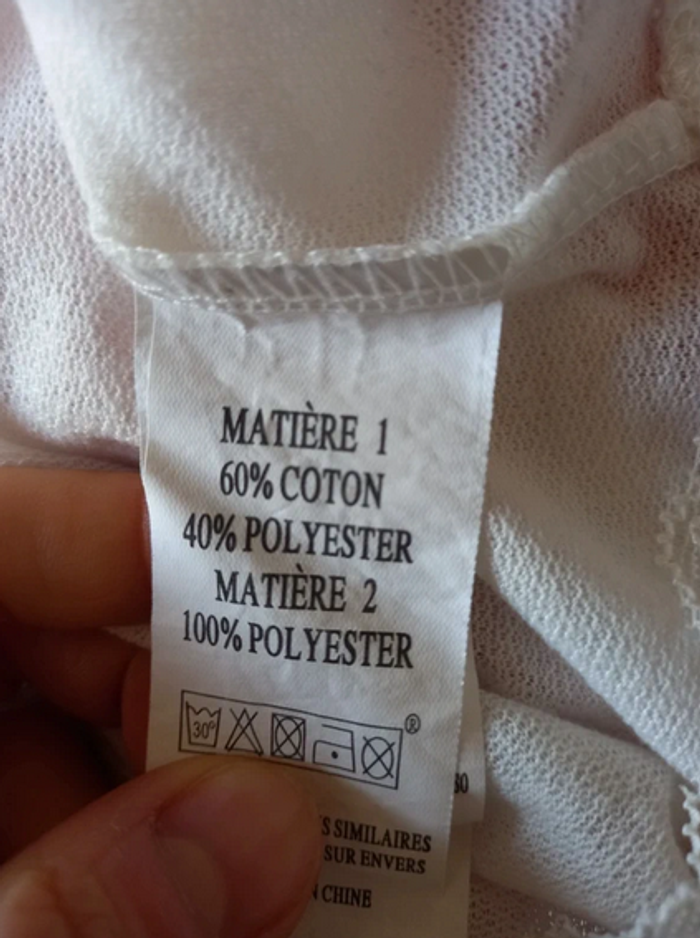 MATIÈRE 1
60% COTON
40% POLYESTER
MATIÈRE 2
100% POLYESTER
30°
®
SIMILAIRES
SUR ENVERS
CHINE